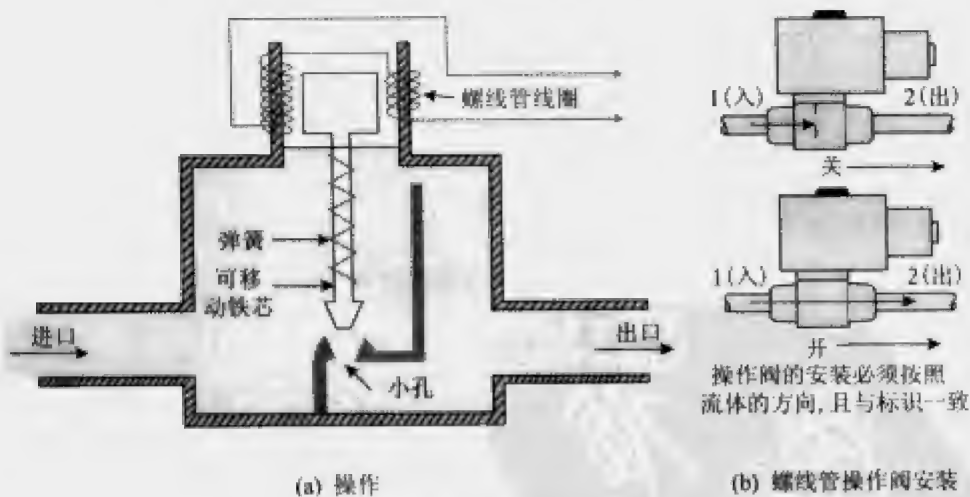 螺线管线圈
弹簧
可移
动铁芯
进口
出口
小孔
(a) 操作
1(入)
2(出)
关
1(入)
2(出)
开
操作阀的安装必须按照
流体的方向,且与标识一致
(b) 螺线管操作阀安装